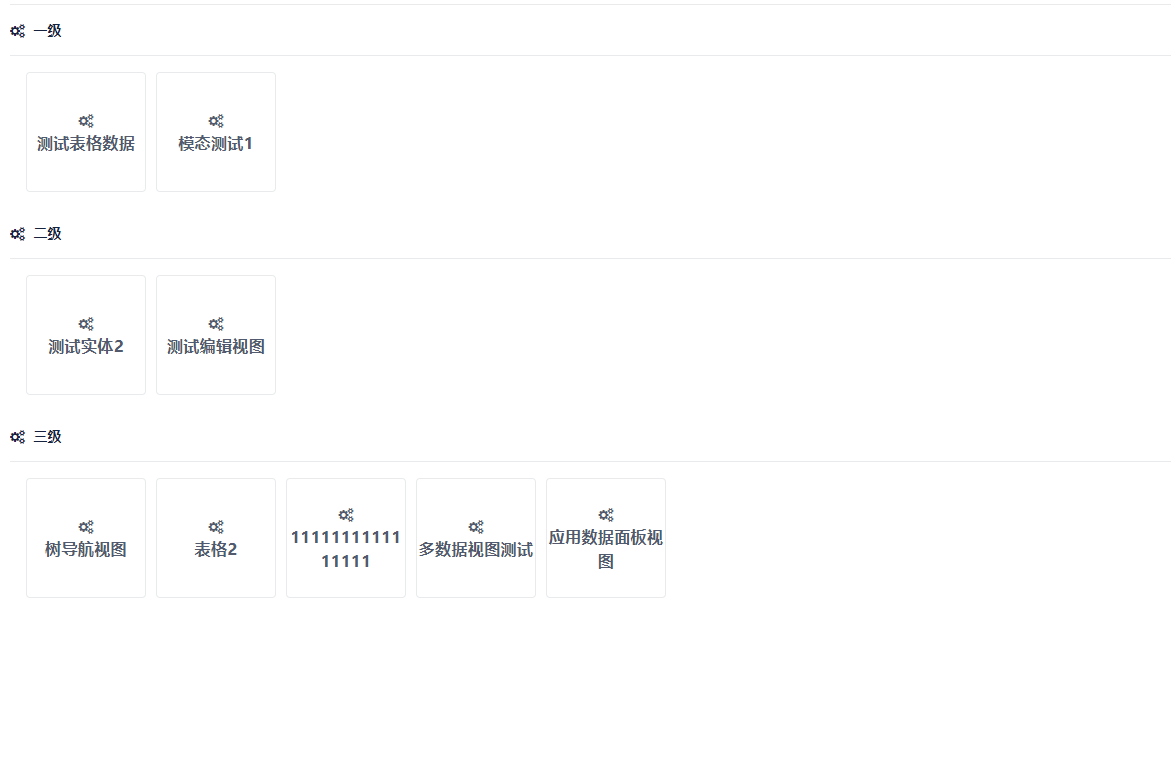 一级
测试表格数据
模态测试1
二级
测试实体2
测试编辑视图
三级
树导航视图
表格2
111111111111
11111
多数据视图测试
应用数据面板视
图